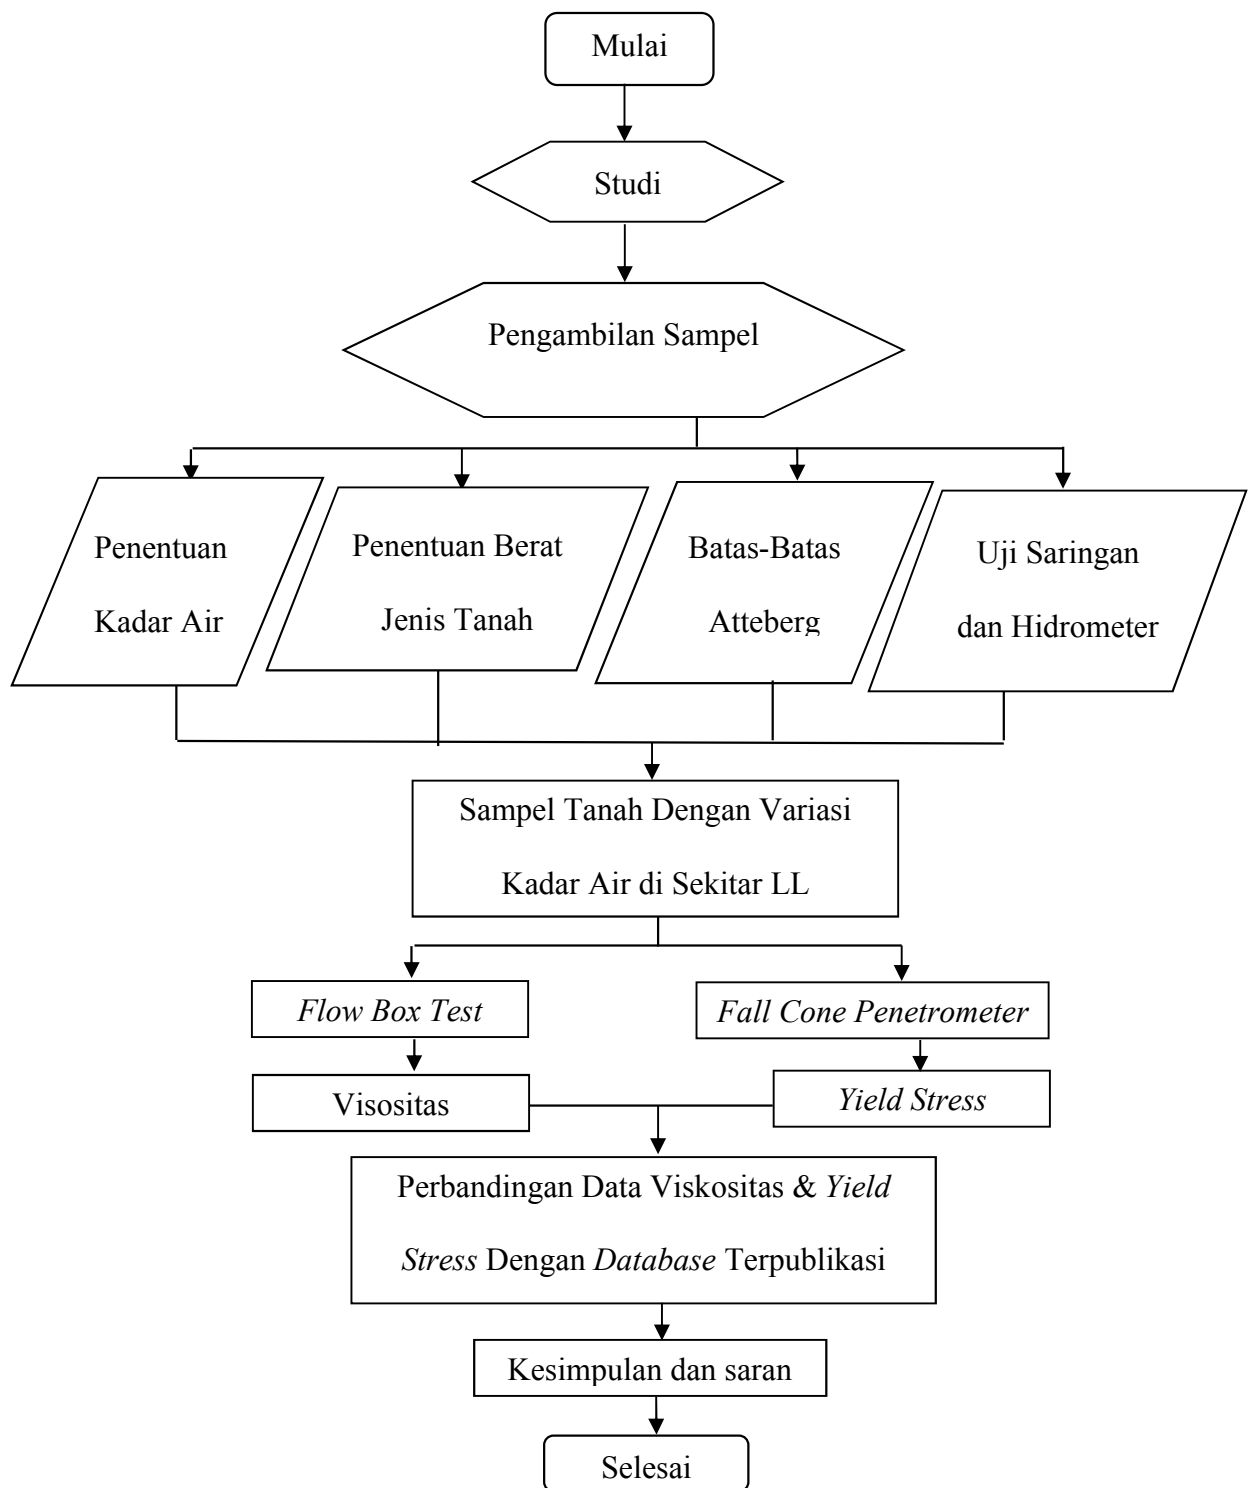 Mulai
Studi
Pengambilan Sampel
Penentuan
Kadar Air
Penentuan Berat
Jenis Tanah
Batas-Batas
Atteberg
Uji Saringan
dan Hidrometer
Sampel Tanah Dengan Variasi
Kadar Air di Sekitar LL
Flow Box Test
Fall Cone Penetrometer
Visositas
Yield Stress
Perbandingan Data Viskositas & Yield
Stress Dengan Database Terpublikasi
Kesimpulan dan saran
Selesai